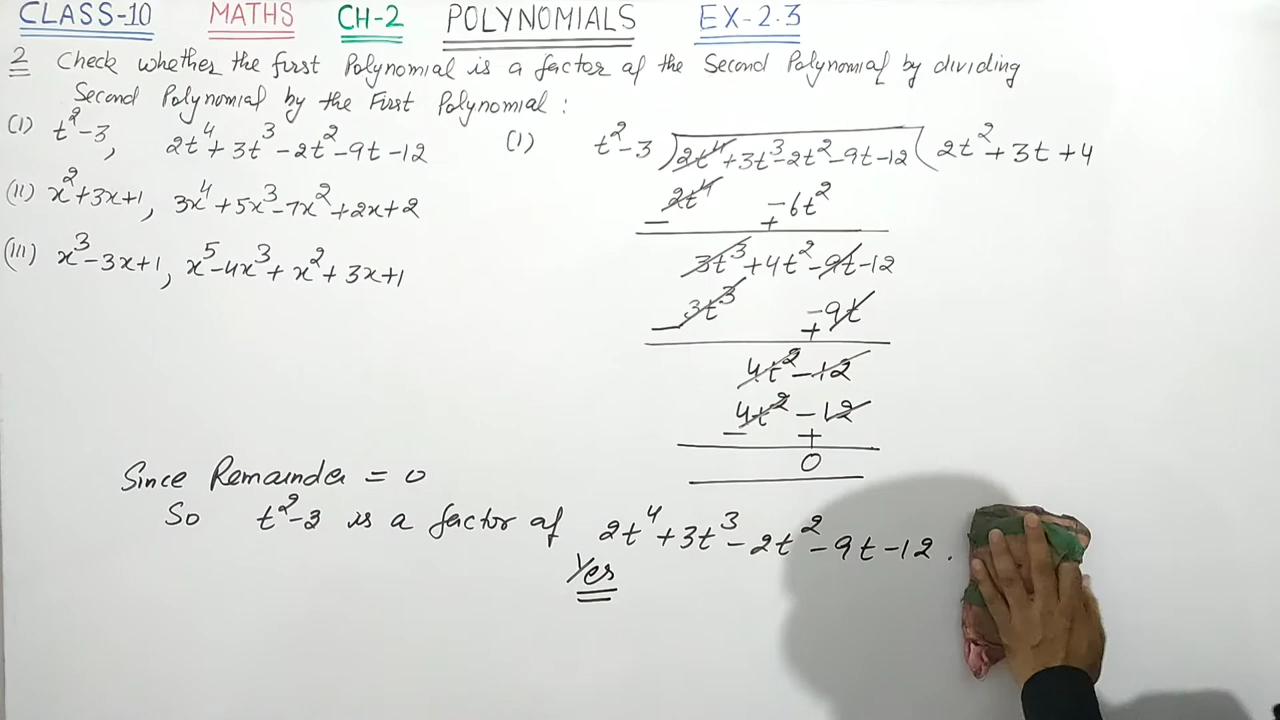 CLASS-10 MATHS CH-2 POLYNOMIALS EX-2.3
2 Check whether the first Polynomial is a factor of the Second Polynomial by dividing
Second Polynomial by the First Polynomial :
(I) t²-3, 2t⁴+3t³-2t²-9t-12
(II) x²+3x+1, 3x⁴+5x³-7x²+2x+2
(III) x³-3x+1, x⁵-4x³+x²+3x+1
(I) t²-3 ) 2t⁴+3t³-2t²-9t-12 ( 2t²+3t+4
2t⁴ -6t²
- +
3t³+4t²-9t-12
3t³ -9t
- +
4t²-12
4t²-12
- +
0
Since Remainder = 0
So t²-3 is a factor of 2t⁴+3t³-2t²-9t-12.
Yes